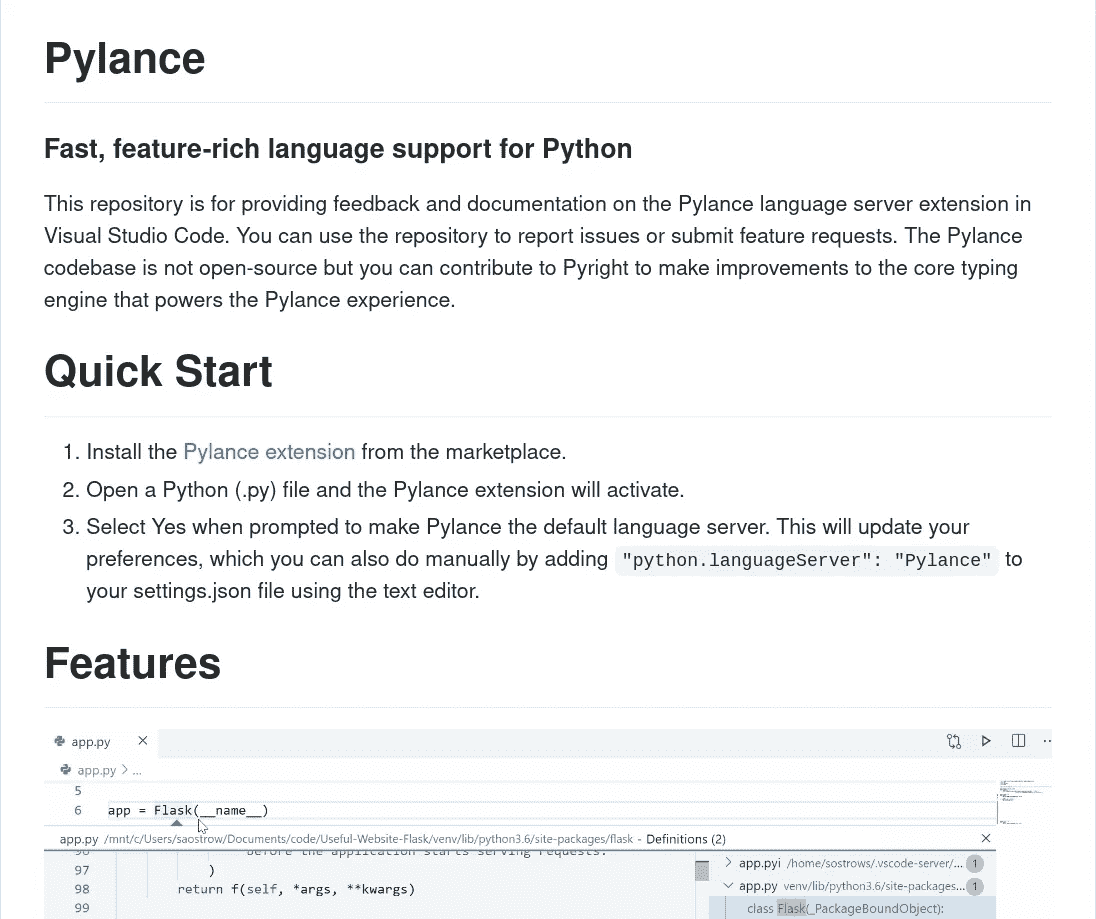 Pylance
Fast, feature-rich language support for Python
This repository is for providing feedback and documentation on the Pylance language server extension in
Visual Studio Code. You can use the repository to report issues or submit feature requests. The Pylance
codebase is not open-source but you can contribute to Pyright to make improvements to the core typing
engine that powers the Pylance experience.
Quick Start
1. Install the Pylance extension from the marketplace.
2. Open a Python (.py) file and the Pylance extension will activate.
3. Select Yes when prompted to make Pylance the default language server. This will update your
preferences, which you can also do manually by adding "python.languageServer": "Pylance" to
your settings.json file using the text editor.
Features
app.py
app.py > ...
5
6 app = Flask(__name__)
app.py /mnt/c/Users/saostrow/Documents/code/Useful-Website-Flask/venv/lib/python3.6/site-packages/flask - Definitions (2)
96 before the application starts serving requests.
97 )
98 return f(self, *args, **kwargs)
99
app.pyi /home/sostrows/.vscode-server/... 1
app.py venv/lib/python3.6/site-packages... 1
class Flask(_PackageBoundObject):